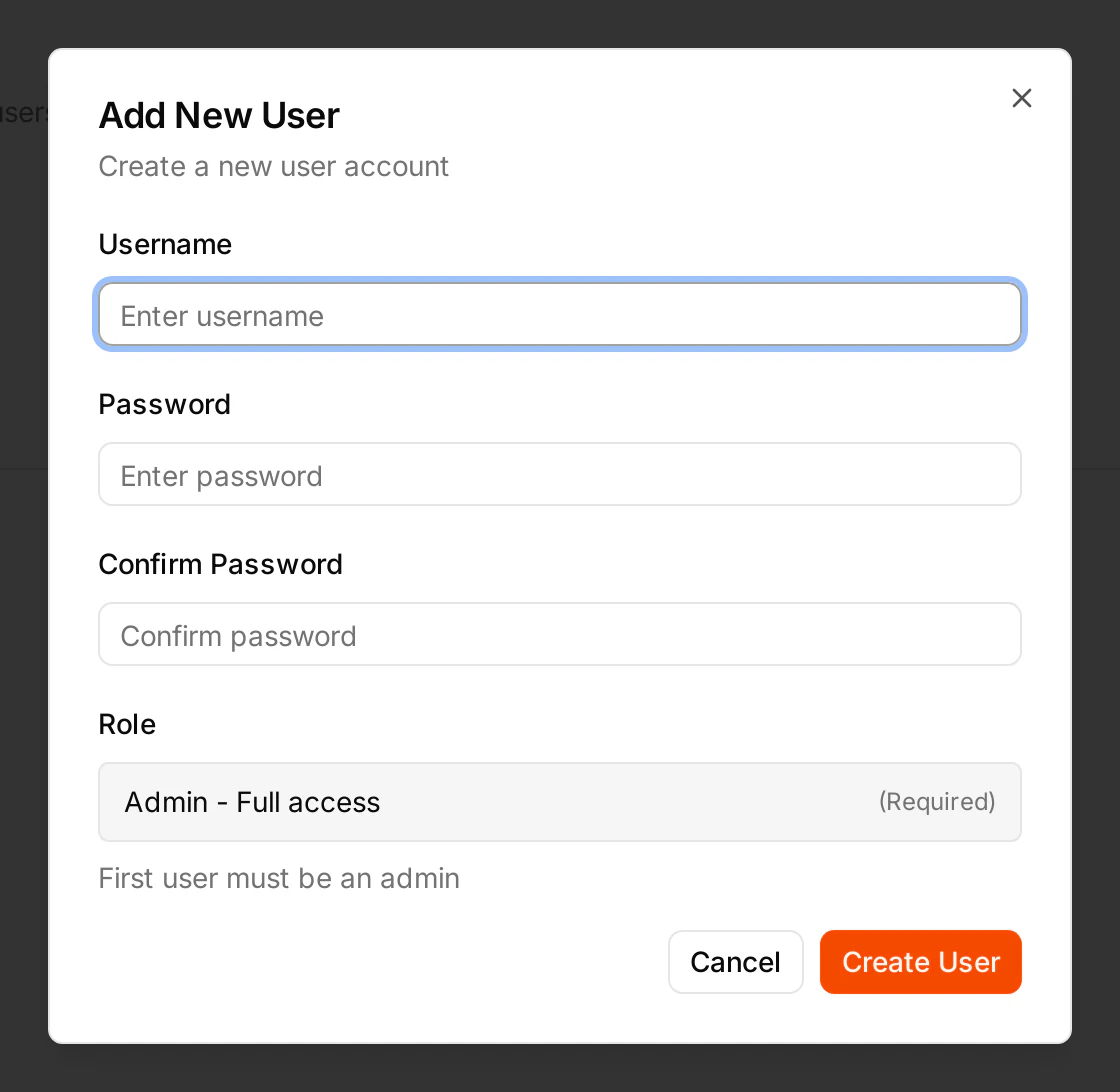 Add New User
Create a new user account
Username
Enter username
Password
Enter password
Confirm Password
Confirm password
Role
Admin - Full access (Required)
First user must be an admin
Cancel Create User